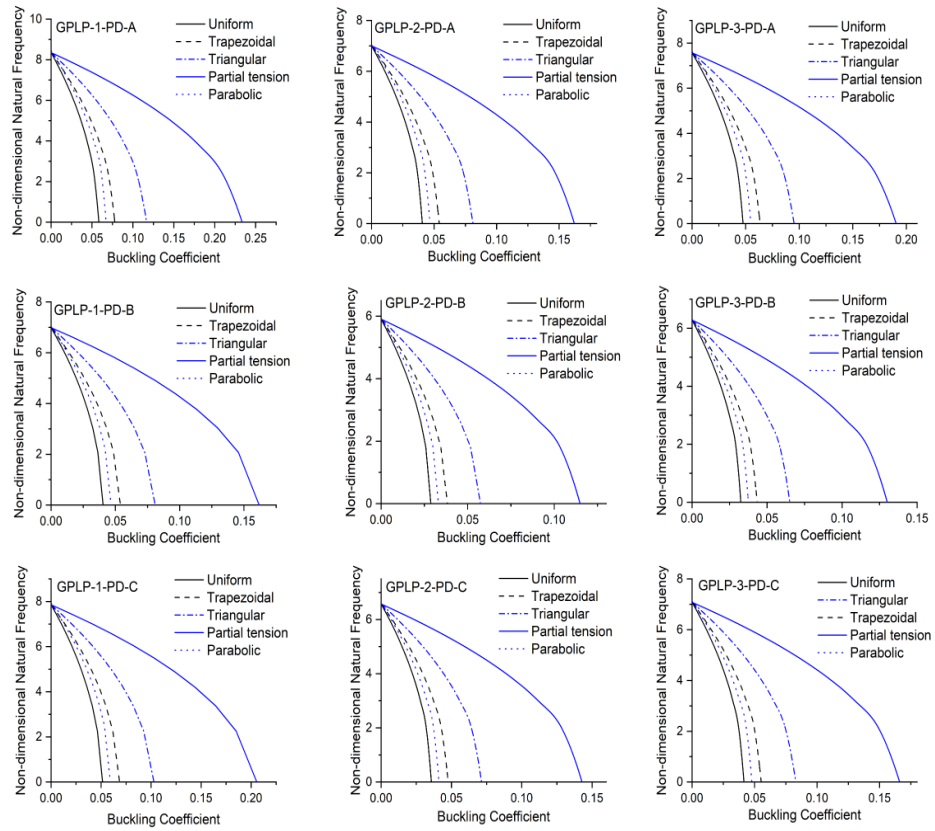 GPLP-1-PD-A
Uniform
Trapezoidal
Triangular
Partial tension
Parabolic
Non-dimensional Natural Frequency
10
8
6
4
2
0
0.00 0.05 0.10 0.15 0.20 0.25
Buckling Coefficient
GPLP-2-PD-A
Uniform
Trapezoidal
Triangular
Partial tension
Parabolic
Non-dimensional Natural Frequency
8
7
6
5
4
3
2
1
0
0.00 0.05 0.10 0.15
Buckling Coefficient
GPLP-3-PD-A
Uniform
Trapezoidal
Triangular
Partial tension
Parabolic
Non-dimensional Natural Frequency
8
6
4
2
0
0.00 0.05 0.10 0.15 0.20
Buckling Coefficient
GPLP-1-PD-B
Uniform
Trapezoidal
Triangular
Partial tension
Parabolic
Non-dimensional Natural Frequency
8
6
4
2
0
0.00 0.05 0.10 0.15
Buckling Coefficient
GPLP-2-PD-B
Uniform
Trapezoidal
Triangular
Partial tension
Parabolic
Non-dimensional Natural Frequency
6
4
2
0
0.00 0.05 0.10
Buckling Coefficient
GPLP-3-PD-B
Uniform
Trapezoidal
Triangular
Partial tension
Parabolic
Non-dimensional Natural Frequency
6
4
2
0
0.00 0.05 0.10 0.15
Buckling Coefficient
GPLP-1-PD-C
Uniform
Trapezoidal
Triangular
Partial tension
Parabolic
Non-dimensional Natural Frequency
8
6
4
2
0
0.00 0.05 0.10 0.15 0.20
Buckling Coefficient
GPLP-2-PD-C
Uniform
Trapezoidal
Triangular
Partial tension
Parabolic
Non-dimensional Natural Frequency
6
4
2
0
0.00 0.05 0.10 0.15
Buckling Coefficient
GPLP-3-PD-C
Uniform
Triangular
Trapezoidal
Partial tension
Parabolic
Non-dimensional Natural Frequency
8
7
6
5
4
3
2
1
0
0.00 0.05 0.10 0.15
Buckling Coefficient